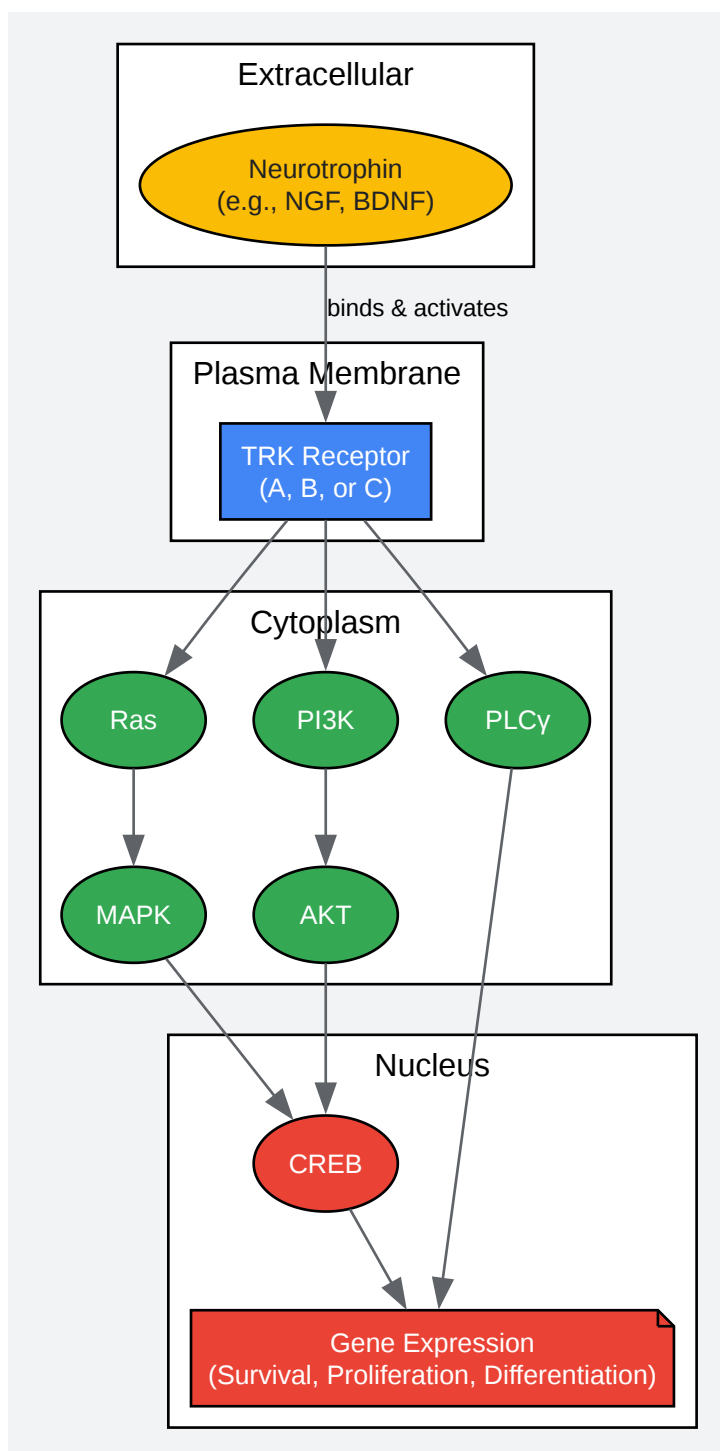 Extracellular
Neurotrophin
(e.g., NGF, BDNF)
binds & activates
Plasma Membrane
TRK Receptor
(A, B, or C)
Cytoplasm
Ras
PI3K
PLCγ
MAPK
AKT
Nucleus
CREB
Gene Expression
(Survival, Proliferation, Differentiation)